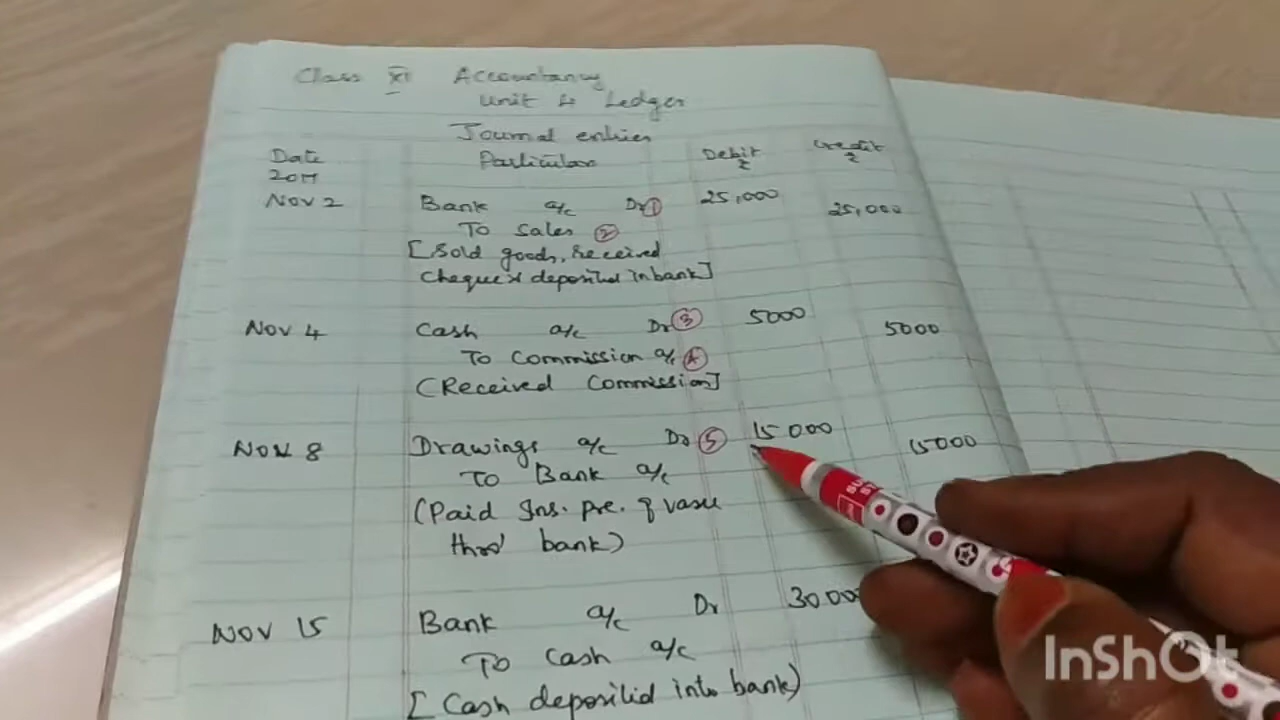 Class XI Accountancy
Unit 4 Ledger
Journal entries
Date Particulars Debit ₹ Credit ₹
2017
Nov 2 Bank a/c Dr ① 25,000
To Sales ② 25,000
[Sold goods, received
cheque & deposited in bank]
Nov 4 Cash a/c Dr ③ 5000
To Commission a/c ④ 5000
(Received Commission]
Nov 8 Drawings a/c Dr ⑤ 15000
To Bank a/c 15000
(Paid Ins. pre. of vasu
thro' bank)
Nov 15 Bank a/c Dr 30000
To Cash a/c
[Cash deposited into bank)
InShOt